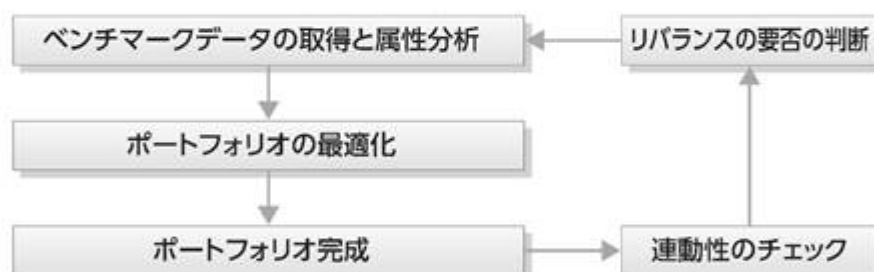 ベンチマークデータの取得と属性分析
リバランスの要否の判断
ポートフォリオの最適化
ポートフォリオ完成
連動性のチェック